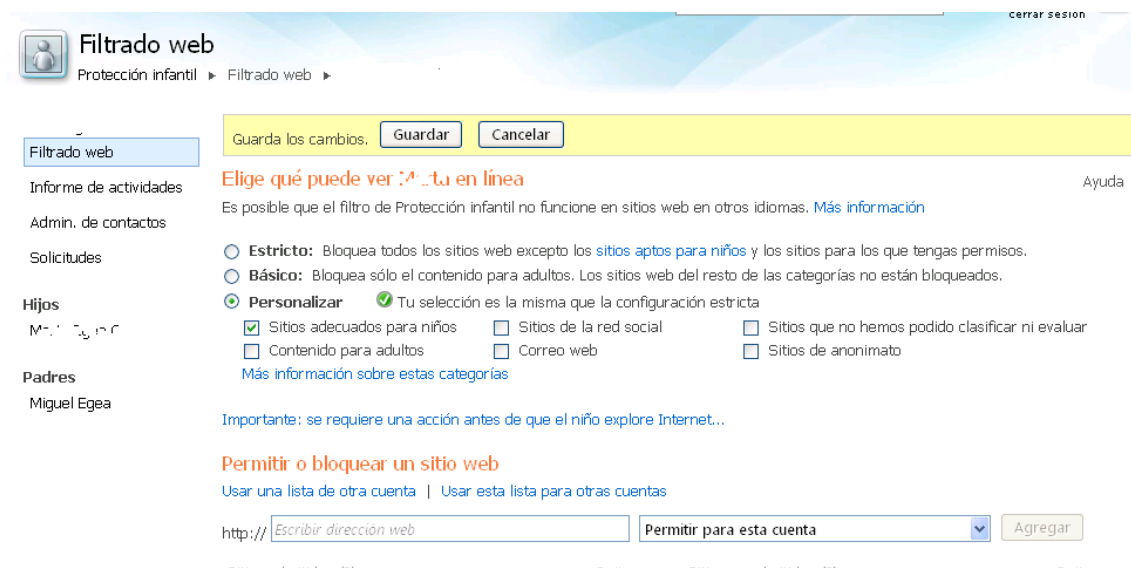 cerrar sesión
Filtrado web
Protección infantil ▸ Filtrado web ▸
Guarda los cambios. Guardar Cancelar
Filtrado web
Informe de actividades
Admin. de contactos
Solicitudes
Hijos
Padres
Miguel Egea
Elige qué puede ver en línea
Ayuda
Es posible que el filtro de Protección infantil no funcione en sitios web en otros idiomas. Más información
Estricto: Bloquea todos los sitios web excepto los sitios aptos para niños y los sitios para los que tengas permisos.
Básico: Bloquea sólo el contenido para adultos. Los sitios web del resto de las categorías no están bloqueados.
Personalizar Tu selección es la misma que la configuración estricta
Sitios adecuados para niños Sitios de la red social Sitios que no hemos podido clasificar ni evaluar
Contenido para adultos Correo web Sitios de anonimato
Más información sobre estas categorías
Importante: se requiere una acción antes de que el niño explore Internet...
Permitir o bloquear un sitio web
Usar una lista de otra cuenta | Usar esta lista para otras cuentas
http:// Escribir dirección web Permitir para esta cuenta Agregar